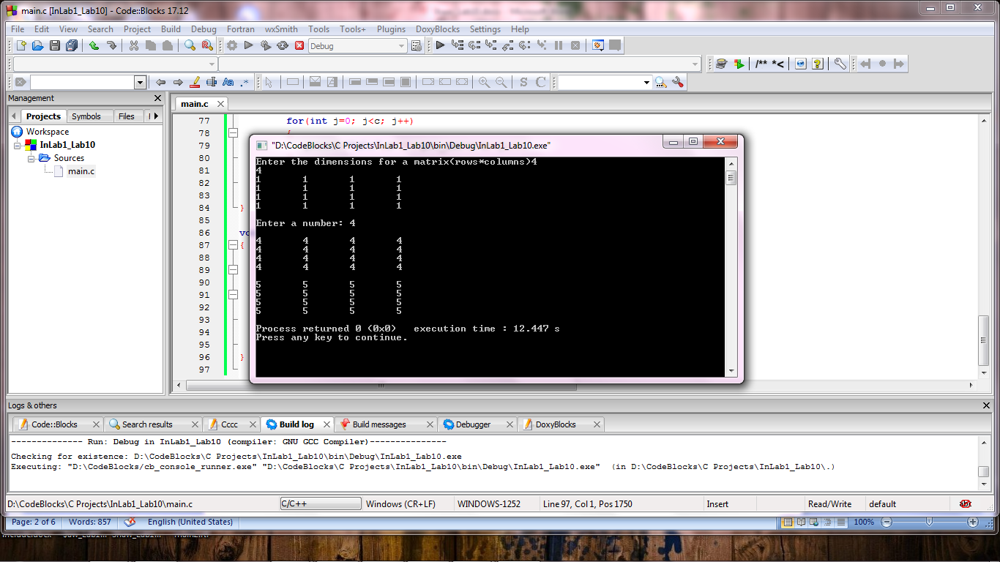 main.c [InLab1_Lab10] - Code::Blocks 17.12
File Edit View Search Project Build Debug Fortran wxSmith Tools Tools+ Plugins DoxyBlocks Settings Help
Debug
/** *<
Aa .*
S C
Management
Projects Symbols Files
Workspace
InLab1_Lab10
Sources
main.c
main.c
77 for(int j=0; j<c; j++)
78 {
79
80
81
82
83
84 }
85
86 vo
87 {
88
89
90
91
92
93
94
95
96 }
97
"D:\CodeBlocks\C Projects\InLab1_Lab10\bin\Debug\InLab1_Lab10.exe"
Enter the dimensions for a matrix(rows*columns)4
4
1 1 1 1
1 1 1 1
1 1 1 1
1 1 1 1
Enter a number: 4
4 4 4 4
4 4 4 4
4 4 4 4
4 4 4 4
5 5 5 5
5 5 5 5
5 5 5 5
5 5 5 5
Process returned 0 (0x0) execution time : 12.447 s
Press any key to continue.
Logs & others
Code::Blocks Search results Cccc Build log Build messages Debugger DoxyBlocks
-------------- Run: Debug in InLab1_Lab10 (compiler: GNU GCC Compiler)---------------
Checking for existence: D:\CodeBlocks\C Projects\InLab1_Lab10\bin\Debug\InLab1_Lab10.exe
Executing: "D:\CodeBlocks/cb_console_runner.exe" "D:\CodeBlocks\C Projects\InLab1_Lab10\bin\Debug\InLab1_Lab10.exe" (in D:\CodeBlocks\C Projects\InLab1_Lab10\.)
D:\CodeBlocks\C Projects\InLab1_Lab10\main.c C/C++ Windows (CR+LF) WINDOWS-1252 Line 97, Col 1, Pos 1750 Insert Read/Write default
Page: 2 of 6 Words: 857 English (United States) 100%